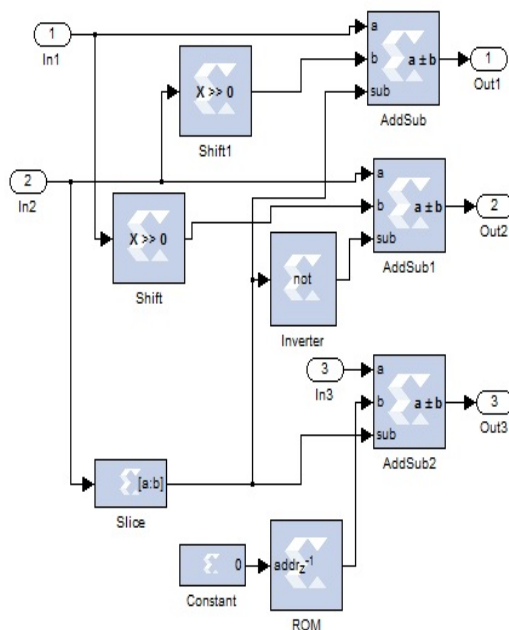 1
In1
X >> 0
Shift1
a
b
sub
a ± b
AddSub
1
Out1
2
In2
X >> 0
Shift
a
b
sub
a ± b
AddSub1
2
Out2
not
Inverter
3
In3
a
b
sub
a ± b
AddSub2
3
Out3
[a:b]
Slice
0
Constant
addr z⁻¹
ROM